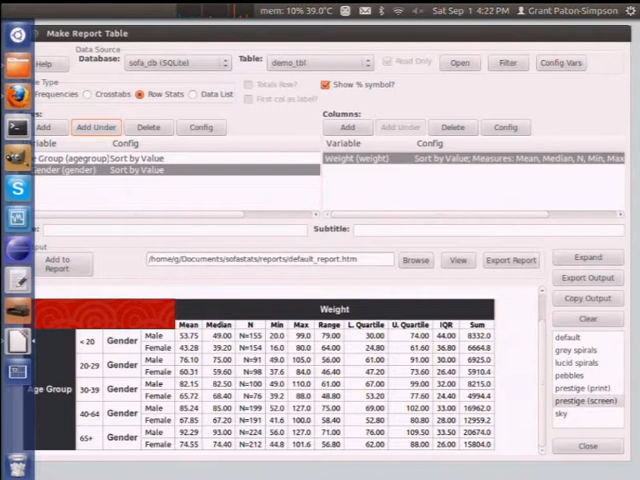 mem: 10% 39.0°C Sat Sep 1 4:22 PM Grant Paton-Simpson
Make Report Table
Help
Data Source
Database: sofa_db (SQLite) Table: demo_tbl Read Only Open Filter Config Vars
Type
Frequencies Crosstabs Row Stats Data List
Totals Row?
First col as label?
Show % symbol?
Columns:
Add Add Under Delete Config Add Add Under Delete Config
Variable Config
Config
Group (agegroup) Sort by Value
Gender (gender) Sort by Value
Weight (weight) Sort by Value; Measures: Mean, Median, N, Min, Max
Subtitle:
Add to Report
/home/g/Documents/sofastats/reports/default_report.htm Browse View Export Report
Expand
Export Output
Copy Output
Clear
default
grey spirals
lucid spirals
pebbles
prestige (print)
prestige (screen)
sky
Close
Weight
Mean Median N Min Max Range L. Quartile U. Quartile IQR Sum
Age Group
< 20 Gender Male 53.75 49.00 N=155 20.0 99.0 79.00 30.00 74.00 44.00 8332.0
Female 43.28 39.20 N=154 16.0 80.0 64.00 24.80 61.60 36.80 6664.8
20-29 Gender Male 76.10 75.00 N=91 49.0 105.0 56.00 61.00 91.00 30.00 6925.0
Female 60.31 59.60 N=98 37.6 84.0 46.40 47.20 73.60 26.40 5910.4
30-39 Gender Male 82.15 82.50 N=100 49.0 110.0 61.00 67.00 99.00 32.00 8215.0
Female 65.72 68.40 N=76 39.2 88.0 48.80 53.20 77.60 24.40 4994.4
40-64 Gender Male 85.24 85.00 N=199 52.0 127.0 75.00 69.00 102.00 33.00 16962.0
Female 67.85 67.20 N=191 41.6 100.0 58.40 52.80 80.80 28.00 12959.2
65+ Gender Male 92.29 93.00 N=224 56.0 127.0 71.00 76.00 109.50 33.50 20674.0
Female 74.55 74.40 N=212 44.8 101.6 56.80 62.00 88.00 26.00 15804.0